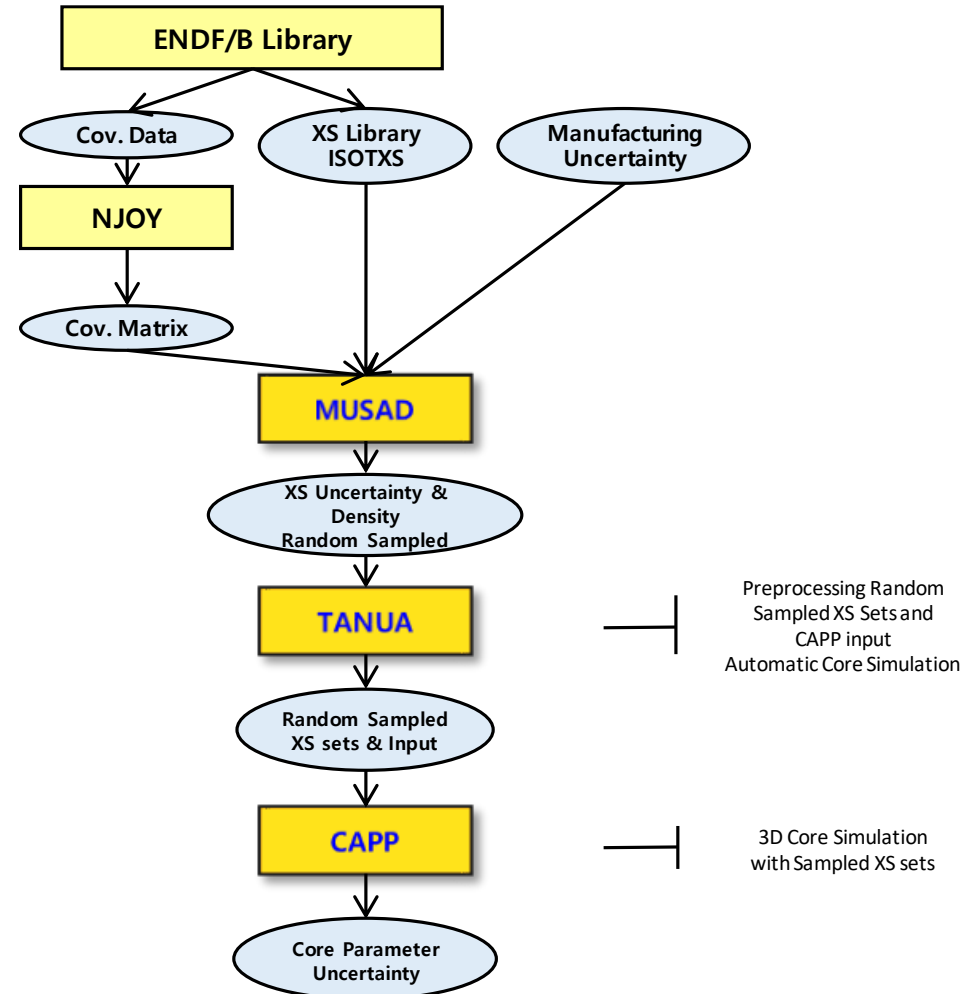 ENDF/B Library
Cov. Data
XS Library
ISOTXS
Manufacturing
Uncertainty
NJOY
Cov. Matrix
MUSAD
XS Uncertainty &
Density
Random Sampled
TANUA
Preprocessing Random
Sampled XS Sets and
CAPP input
Automatic Core Simulation
Random Sampled
XS sets & Input
CAPP
3D Core Simulation
with Sampled XS sets
Core Parameter
Uncertainty